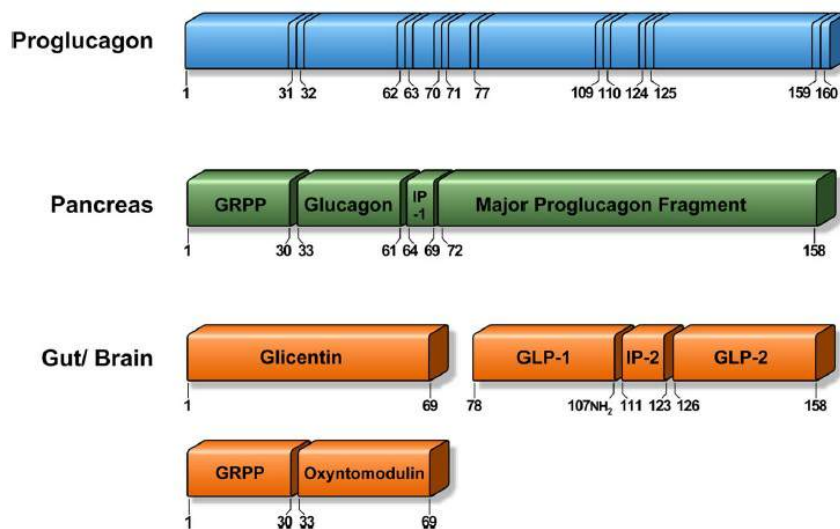 Proglucagon
1 31 32 62 63 70 71 77 109 110 124 125 159 160
Pancreas
GRPP Glucagon IP
-1 Major Proglucagon Fragment
1 30 33 61 64 69 72 158
Gut/ Brain
Glicentin GLP-1 IP-2 GLP-2
1 69 78 107NH₂ 111 123 126 158
GRPP Oxyntomodulin
1 30 33 69